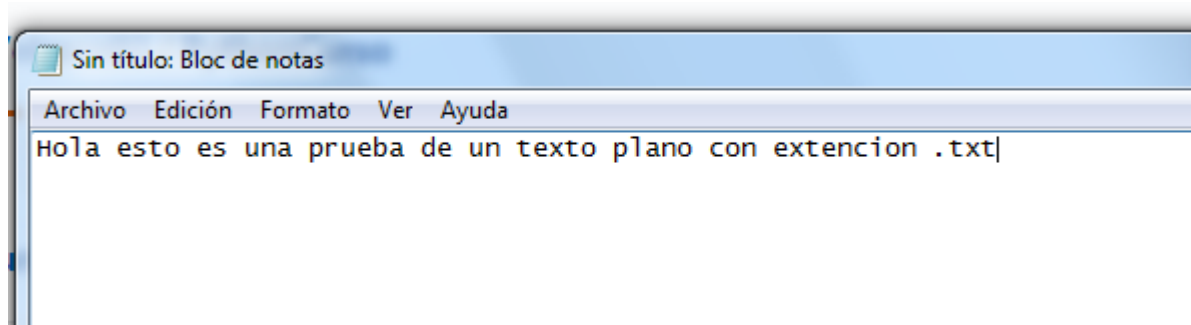 Sin título: Bloc de notas
Archivo Edición Formato Ver Ayuda
Hola esto es una prueba de un texto plano con extencion .txt